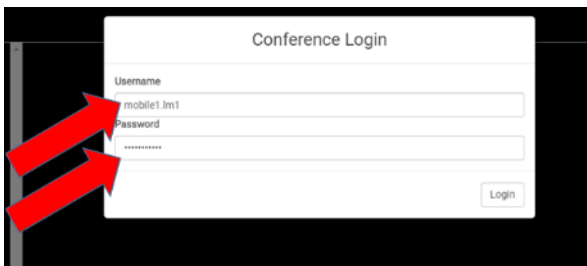 Conference Login
Username
mobile1.lm1
Password
•••••••••••
Login